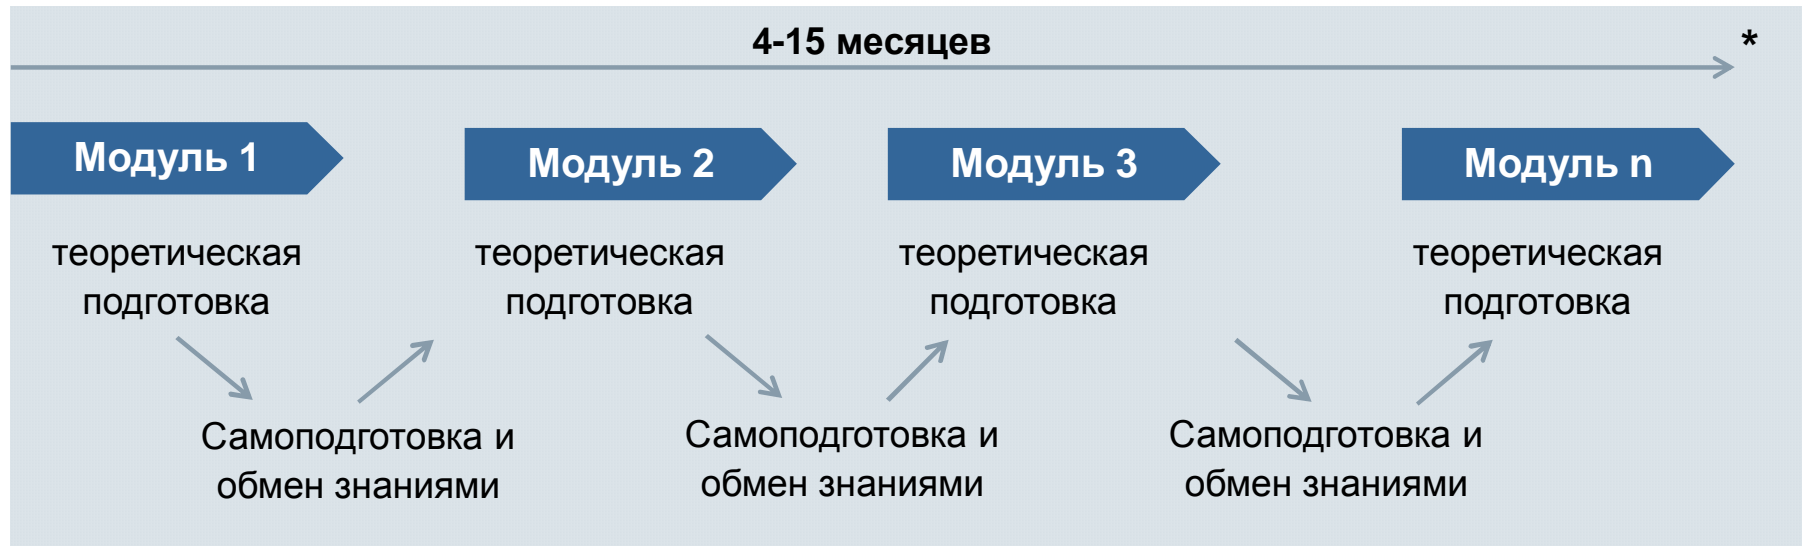 4-15 месяцев *
Модуль 1 Модуль 2 Модуль 3 Модуль n
теоретическая теоретическая теоретическая теоретическая
подготовка подготовка подготовка подготовка
Самоподготовка и Самоподготовка и Самоподготовка и
обмен знаниями обмен знаниями обмен знаниями